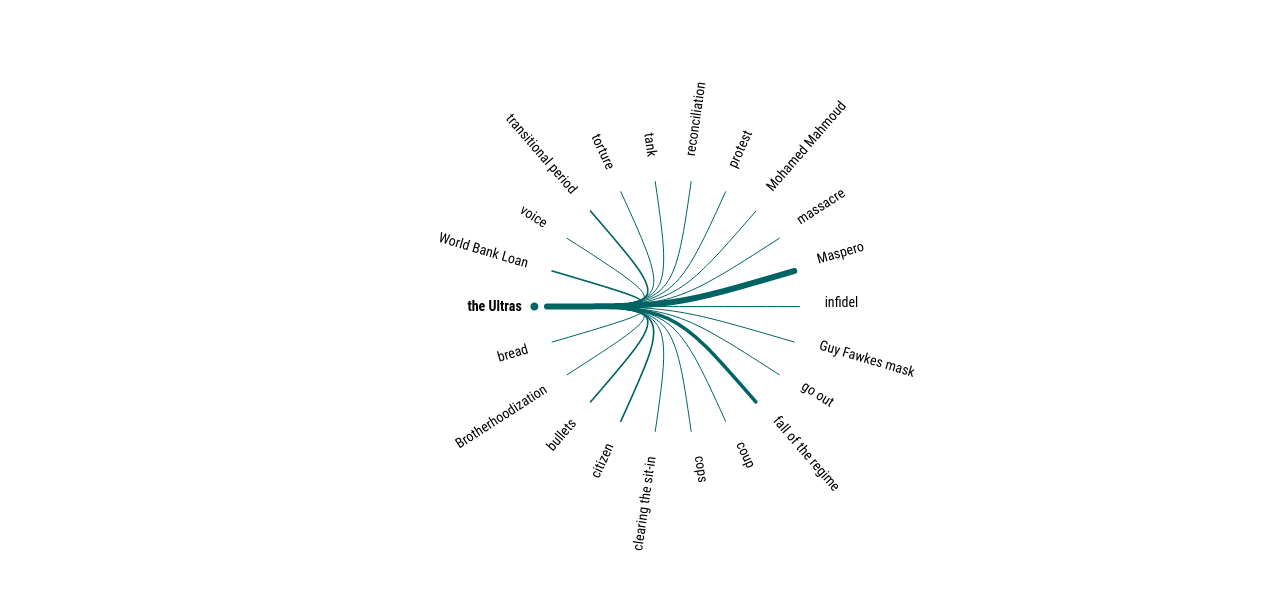 the Ultras
World Bank Loan
voice
transitional period
torture
tank
reconciliation
protest
Mohamed Mahmoud
massacre
Maspero
infidel
Guy Fawkes mask
go out
fall of the regime
coup
cops
clearing the sit-in
citizen
bullets
Brotherhoodization
bread